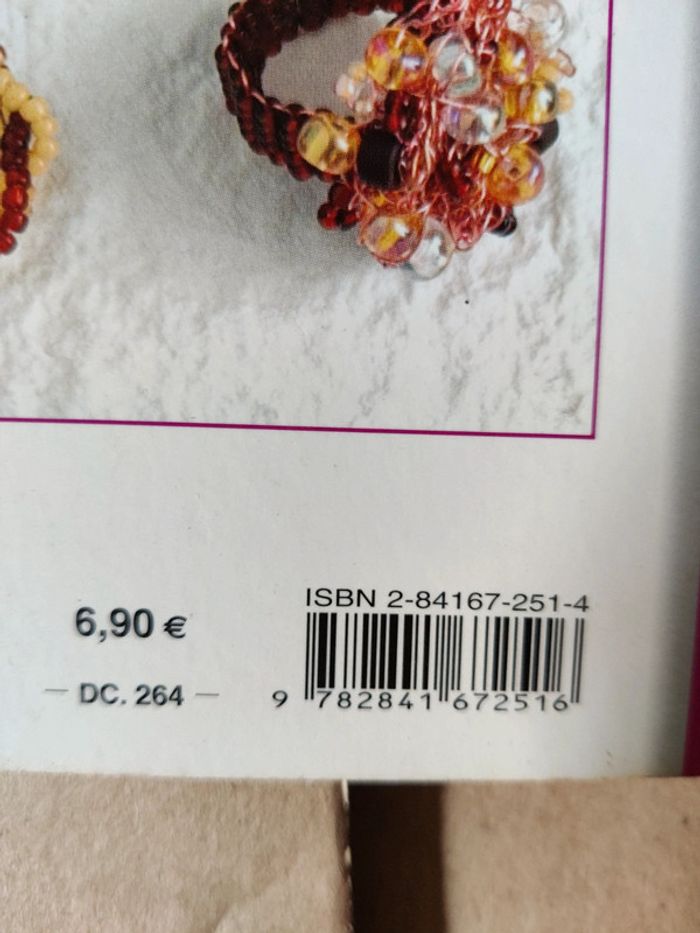 6,90 €
— DC. 264 —
ISBN 2-84167-251-4
9 782841 672516